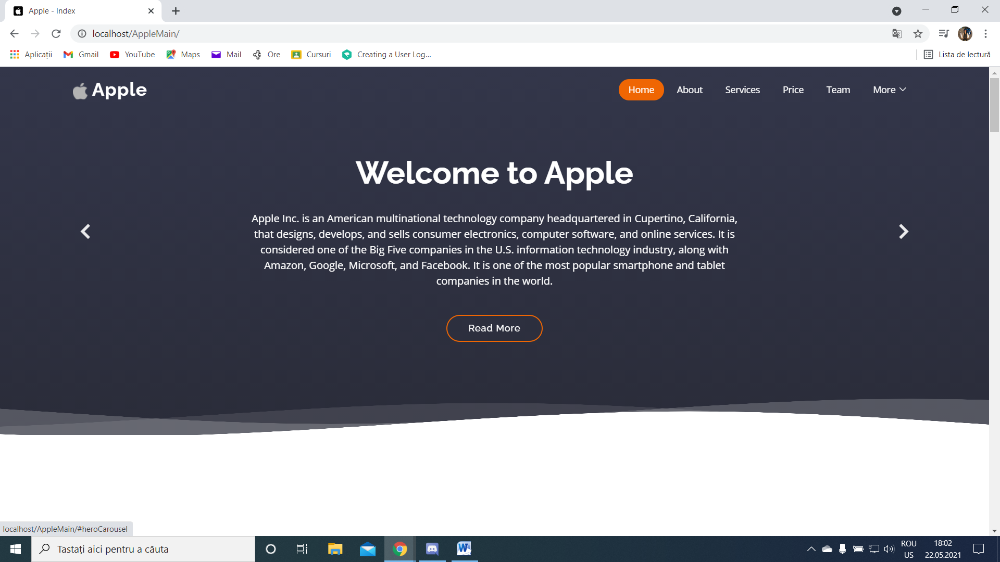 Apple - Index
localhost/AppleMain/
Aplicații Gmail YouTube Maps Mail Ore Cursuri Creating a User Log... Lista de lectură
Apple Home About Services Price Team More
Welcome to Apple
Apple Inc. is an American multinational technology company headquartered in Cupertino, California,
that designs, develops, and sells consumer electronics, computer software, and online services. It is
considered one of the Big Five companies in the U.S. information technology industry, along with
Amazon, Google, Microsoft, and Facebook. It is one of the most popular smartphone and tablet
companies in the world.
Read More
localhost/AppleMain/#heroCarousel
Tastați aici pentru a căuta
ROU 18:02
US 22.05.2021